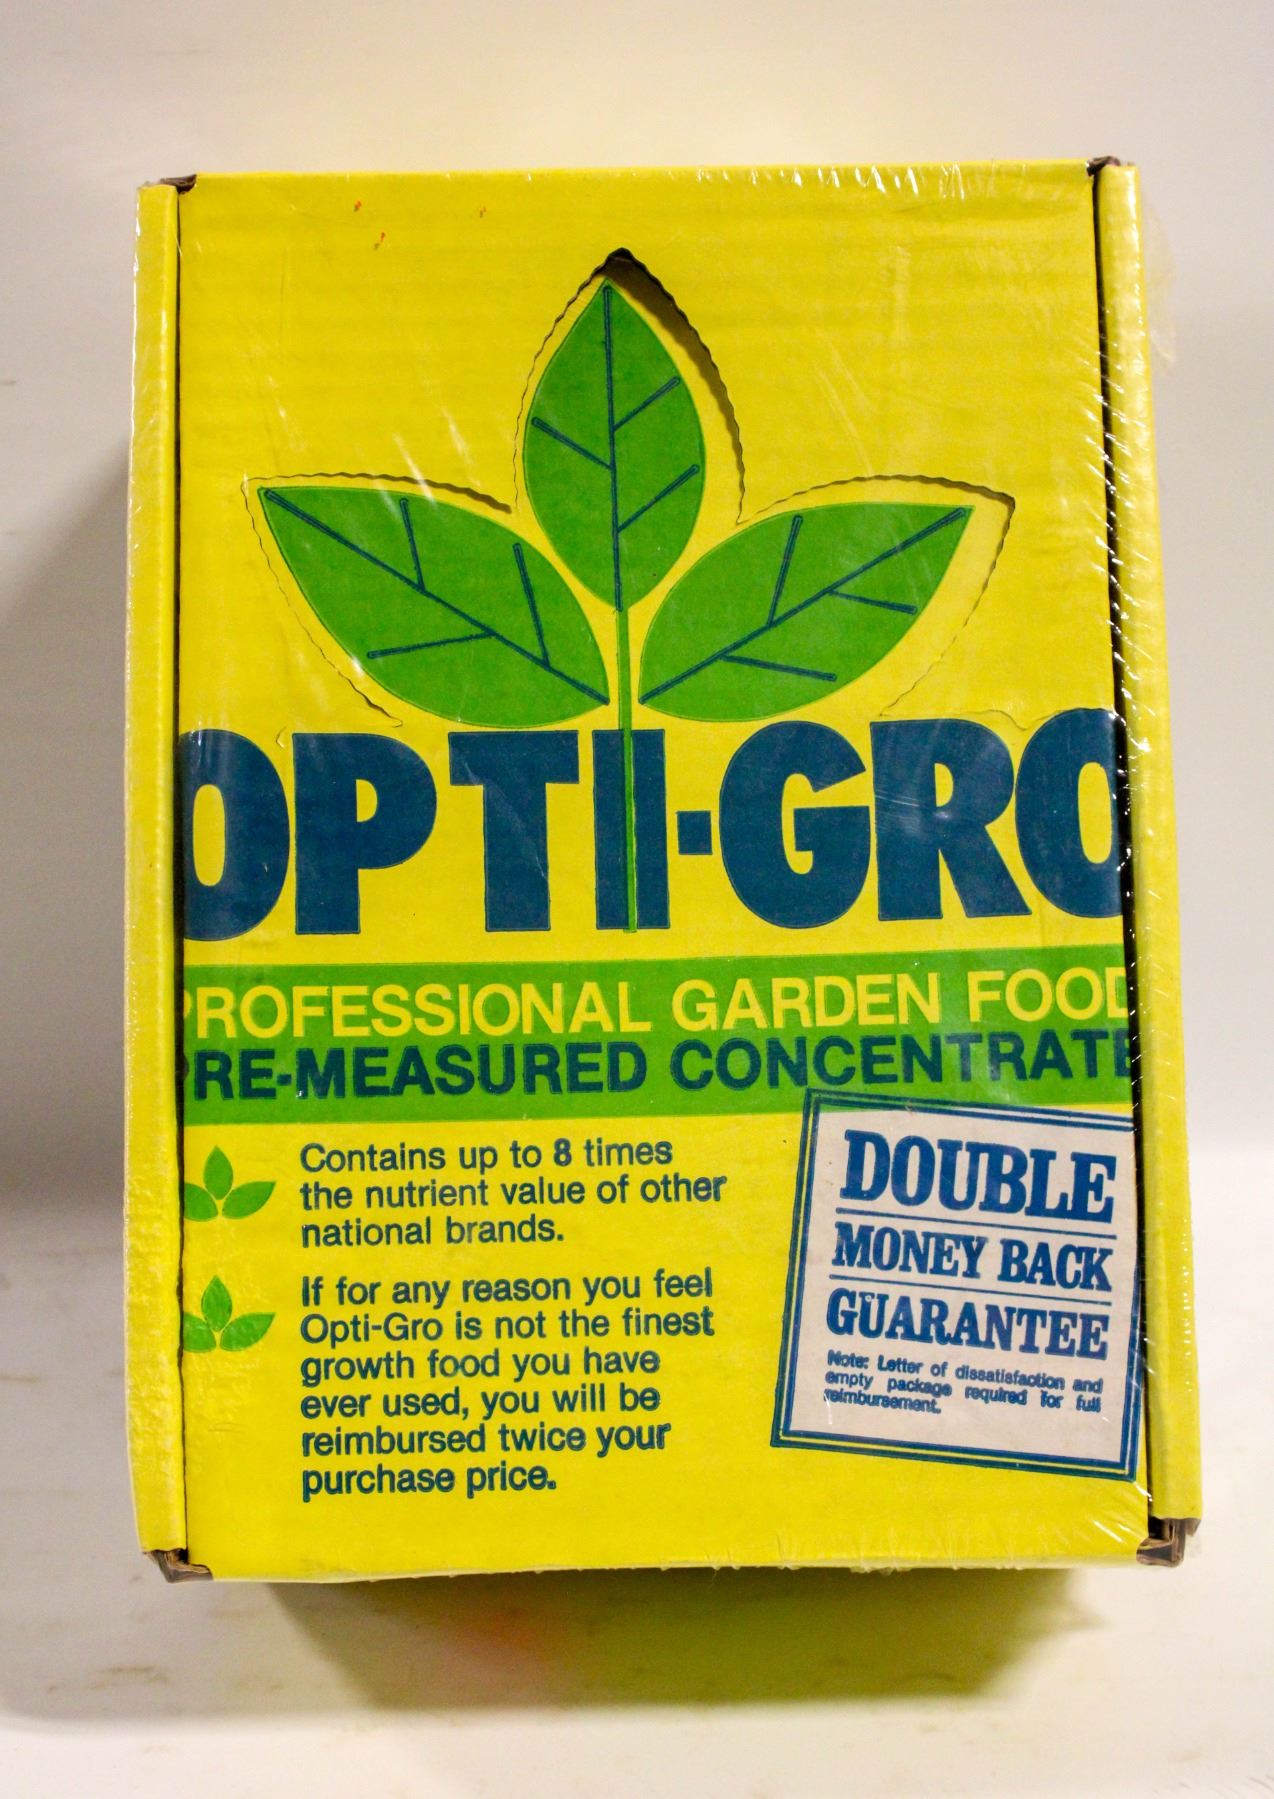 OPTI-GRO
PROFESSIONAL GARDEN FOOD
PRE-MEASURED CONCENTRATE
Contains up to 8 times
the nutrient value of other
national brands.
If for any reason you feel
Opti-Gro is not the finest
growth food you have
ever used, you will be
reimbursed twice your
purchase price.
DOUBLE
MONEY BACK
GUARANTEE
Note: Letter of dissatisfaction and
empty package required for full
reimbursement.